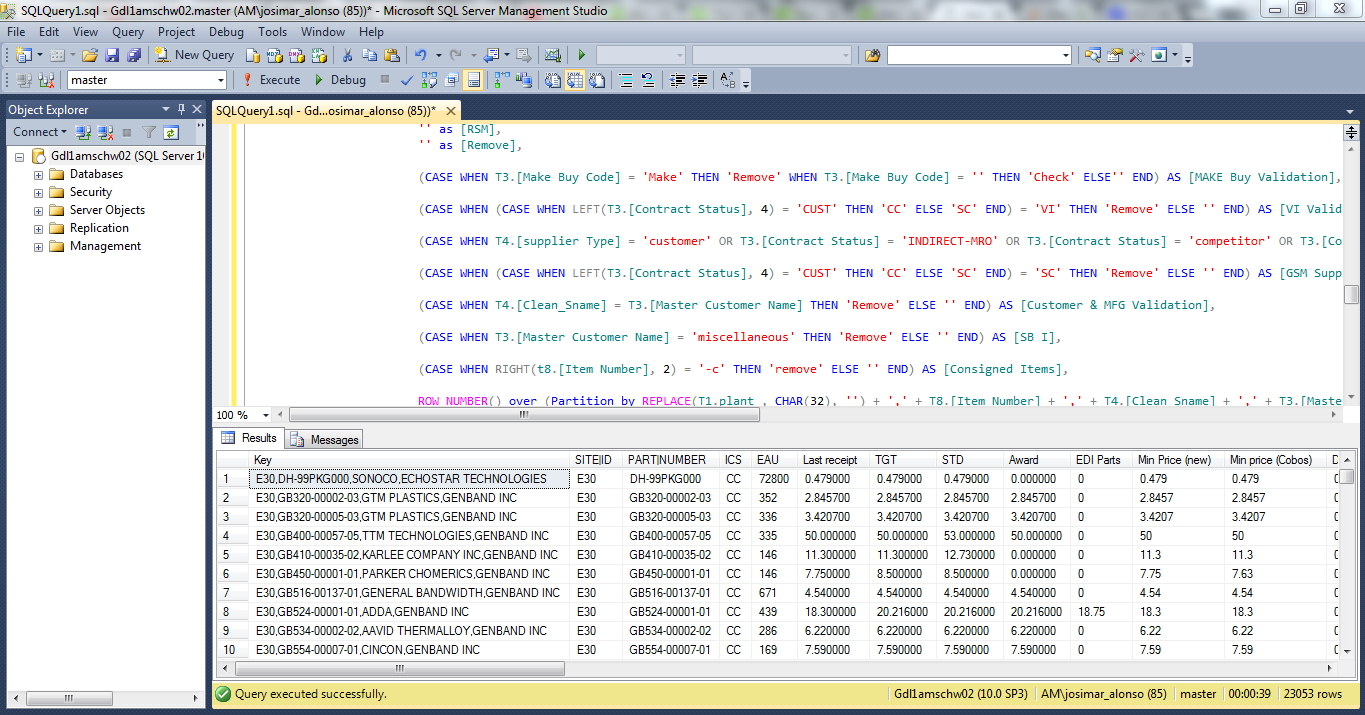 SQLQuery1.sql - Gdl1amschw02.master (AM\josimar_alonso (85))* - Microsoft SQL Server Management Studio
File Edit View Query Project Debug Tools Window Help
New Query
master Execute Debug
Object Explorer
Connect
Gdl1amschw02 (SQL Server 1
Databases
Security
Server Objects
Replication
Management
SQLQuery1.sql - Gd...osimar_alonso (85))*
'' as [RSM],
'' as [Remove],
(CASE WHEN T3.[Make Buy Code] = 'Make' THEN 'Remove' WHEN T3.[Make Buy Code] = '' THEN 'Check' ELSE'' END) AS [MAKE Buy Validation],
(CASE WHEN (CASE WHEN LEFT(T3.[Contract Status], 4) = 'CUST' THEN 'CC' ELSE 'SC' END) = 'VI' THEN 'Remove' ELSE '' END) AS [VI Valid
(CASE WHEN T4.[supplier Type] = 'customer' OR T3.[Contract Status] = 'INDIRECT-MRO' OR T3.[Contract Status] = 'competitor' OR T3.[Co
(CASE WHEN (CASE WHEN LEFT(T3.[Contract Status], 4) = 'CUST' THEN 'CC' ELSE 'SC' END) = 'SC' THEN 'Remove' ELSE '' END) AS [GSM Supp
(CASE WHEN T4.[Clean_Sname] = T3.[Master Customer Name] THEN 'Remove' ELSE '' END) AS [Customer & MFG Validation],
(CASE WHEN T3.[Master Customer Name] = 'miscellaneous' THEN 'Remove' ELSE '' END) AS [SB I],
(CASE WHEN RIGHT(t8.[Item Number], 2) = '-c' THEN 'remove' ELSE '' END) AS [Consigned Items],
ROW_NUMBER() over (Partition by REPLACE(T1.plant , CHAR(32), '') + ',' + T8.[Item Number] + ',' + T4.[Clean Sname] + ',' + T3.[Maste
100 %
Results Messages
Key SITE|ID PART|NUMBER ICS EAU Last receipt TGT STD Award EDI Parts Min Price (new) Min price (Cobos) D
1 E30,DH-99PKG000,SONOCO,ECHOSTAR TECHNOLOGIES E30 DH-99PKG000 CC 72800 0.479000 0.479000 0.479000 0.000000 0 0.479 0.479
2 E30,GB320-00002-03,GTM PLASTICS,GENBAND INC E30 GB320-00002-03 CC 352 2.845700 2.845700 2.845700 2.845700 0 2.8457 2.8457
3 E30,GB320-00005-03,GTM PLASTICS,GENBAND INC E30 GB320-00005-03 CC 336 3.420700 3.420700 3.420700 3.420700 0 3.4207 3.4207
4 E30,GB400-00057-05,TTM TECHNOLOGIES,GENBAND INC E30 GB400-00057-05 CC 335 50.000000 50.000000 53.000000 50.000000 0 50 50
5 E30,GB410-00035-02,KARLEE COMPANY INC,GENBAND INC E30 GB410-00035-02 CC 146 11.300000 11.300000 12.730000 0.000000 0 11.3 11.3
6 E30,GB450-00001-01,PARKER CHOMERICS,GENBAND INC E30 GB450-00001-01 CC 146 7.750000 8.500000 8.500000 0.000000 0 7.75 7.63
7 E30,GB516-00137-01,GENERAL BANDWIDTH,GENBAND INC E30 GB516-00137-01 CC 671 4.540000 4.540000 4.540000 4.540000 0 4.54 4.54
8 E30,GB524-00001-01,ADDA,GENBAND INC E30 GB524-00001-01 CC 439 18.300000 20.216000 20.216000 20.216000 18.75 18.3 18.3
9 E30,GB534-00002-02,AAVID THERMALLOY,GENBAND INC E30 GB534-00002-02 CC 286 6.220000 6.220000 6.220000 6.220000 0 6.22 6.22
10 E30,GB554-00007-01,CINCON,GENBAND INC E30 GB554-00007-01 CC 169 7.590000 7.590000 7.590000 7.590000 0 7.59 7.59
Query executed successfully. Gdl1amschw02 (10.0 SP3) AM\josimar_alonso (85) master 00:00:39 23053 rows